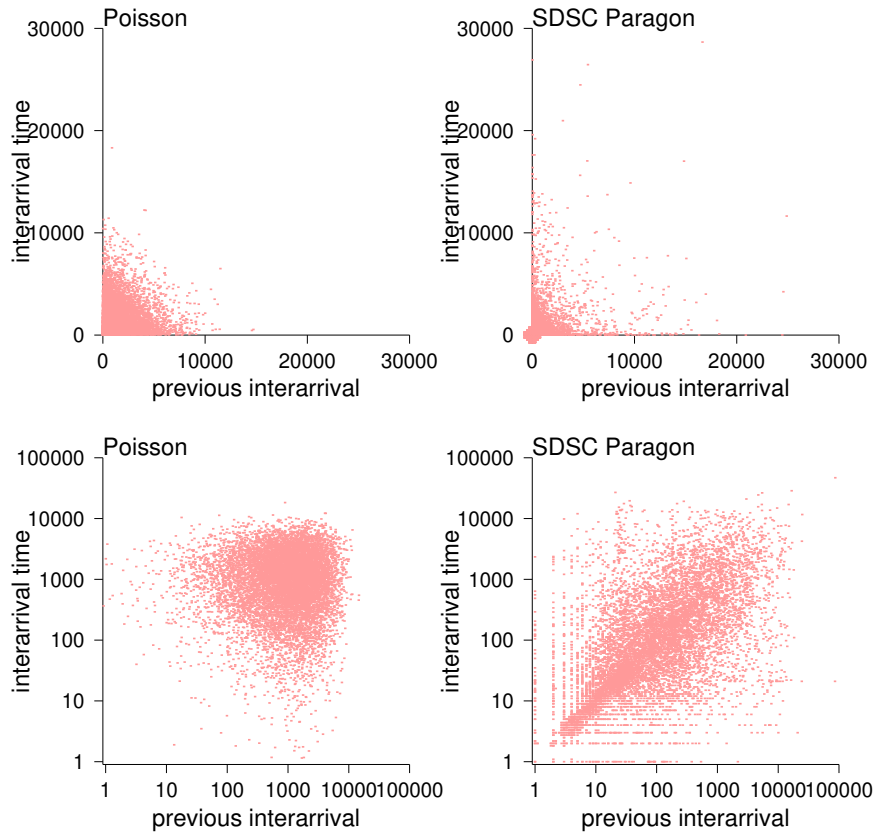 Poisson
30000
20000
10000
0
interarrival time
0 10000 20000 30000
previous interarrival
SDSC Paragon
30000
20000
10000
0
interarrival time
0 10000 20000 30000
previous interarrival
Poisson
100000
10000
1000
100
10
1
interarrival time
1 10 100 1000 10000 100000
previous interarrival
SDSC Paragon
100000
10000
1000
100
10
1
interarrival time
1 10 100 1000 10000 100000
previous interarrival